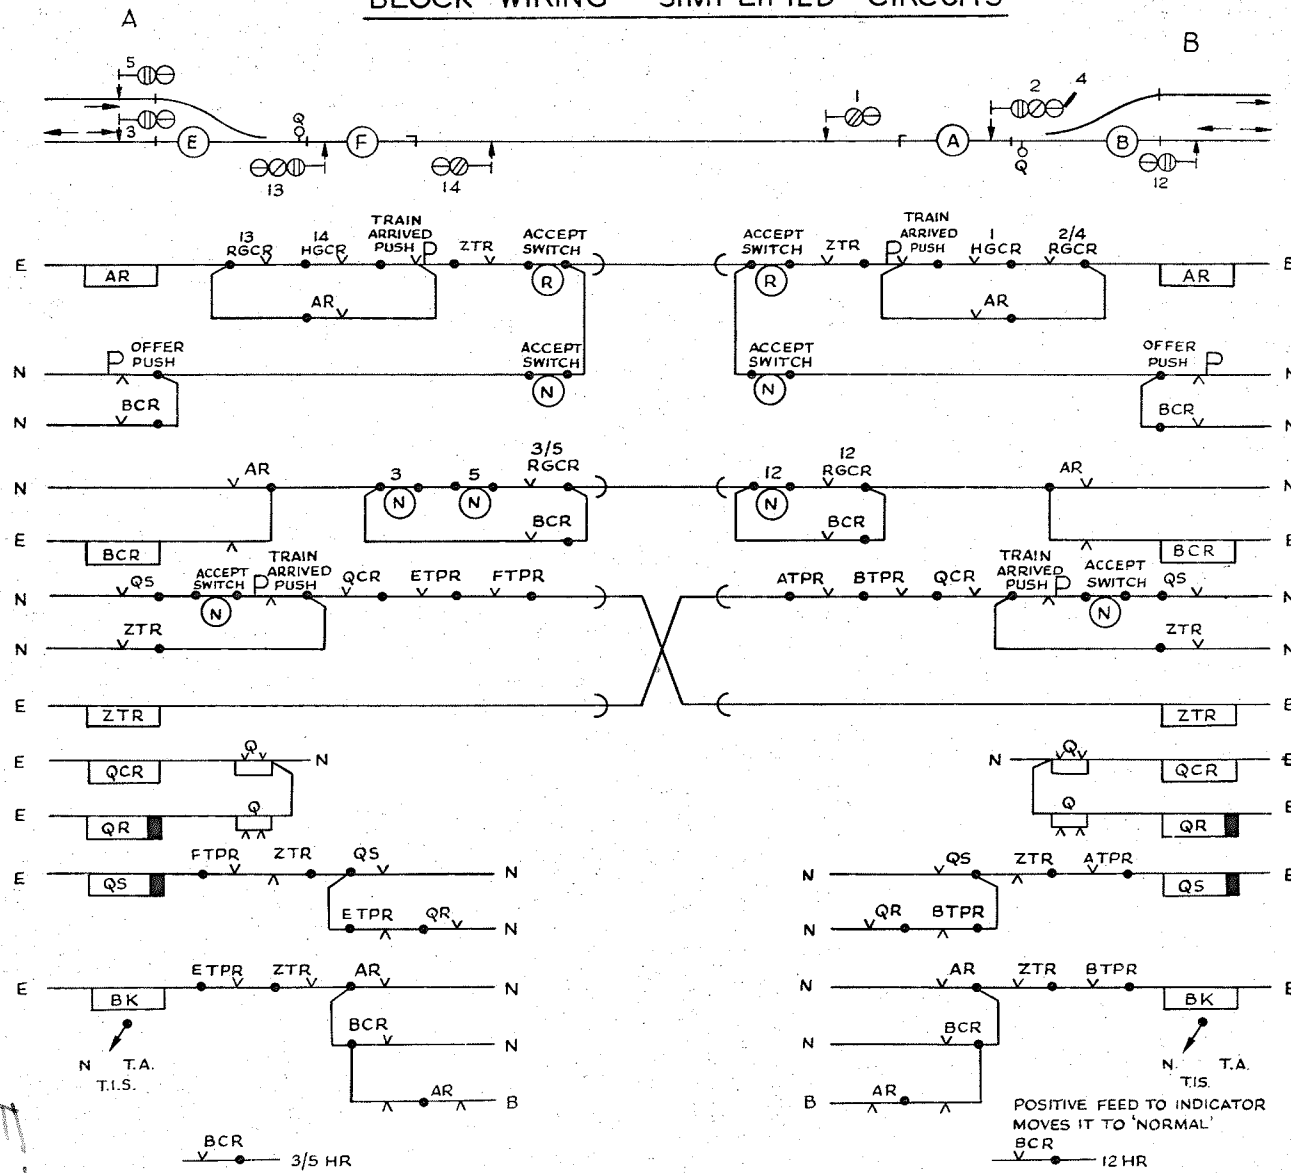 BLOCK WIRING SIMPLIFIED CIRCUITS
A
B
5
3
Q
E
F
13
14
1
2
4
A
B
Q
12
13 RGCR
14 HGCR
TRAIN ARRIVED PUSH
P
ZTR
ACCEPT SWITCH
ACCEPT SWITCH
ZTR
P
TRAIN ARRIVED PUSH
1 HGCR
2/4 RGCR
E
AR
R
R
AR
AR
AR
OFFER PUSH
P
ACCEPT SWITCH
ACCEPT SWITCH
OFFER PUSH
P
N
N
N
N
N
BCR
BCR
N
N
AR
3
5
3/5 RGCR
12
12 RGCR
AR
N
N
N
N
N
E
BCR
BCR
BCR
BCR
N
QS
ACCEPT SWITCH
N
P
TRAIN ARRIVED PUSH
QCR
ETPR
FTPR
ATPR
BTPR
QCR
TRAIN ARRIVED PUSH
P
ACCEPT SWITCH
N
QS
N
N
ZTR
ZTR
N
E
ZTR
ZTR
E
QCR
Q
N
N
Q
QCR
E
QR
Q
Q
QR
E
E
QS
FTPR
ZTR
QS
N
N
QS
ZTR
ATPR
QS
ETPR
QR
N
N
QR
BTPR
E
BK
ETPR
ZTR
AR
N
N
AR
ZTR
BTPR
BK
BCR
N
N
BCR
AR
B
B
AR
N T.A.
T.I.S.
N. T.A.
T.I.S.
POSITIVE FEED TO INDICATOR
MOVES IT TO 'NORMAL'
BCR
3/5 HR
BCR
12 HR